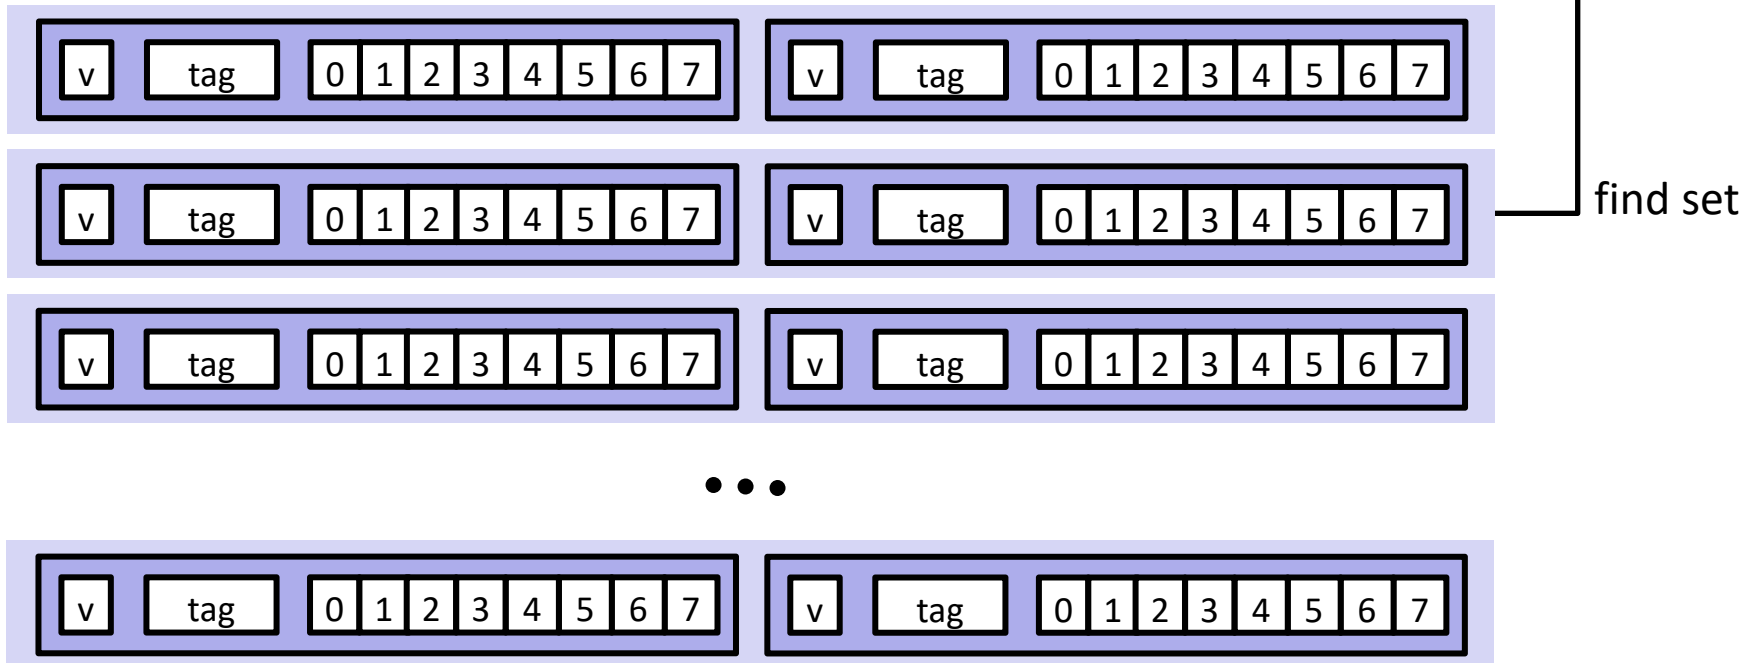 v tag 0 1 2 3 4 5 6 7 v tag 0 1 2 3 4 5 6 7
v tag 0 1 2 3 4 5 6 7 v tag 0 1 2 3 4 5 6 7 find set
v tag 0 1 2 3 4 5 6 7 v tag 0 1 2 3 4 5 6 7
...
v tag 0 1 2 3 4 5 6 7 v tag 0 1 2 3 4 5 6 7